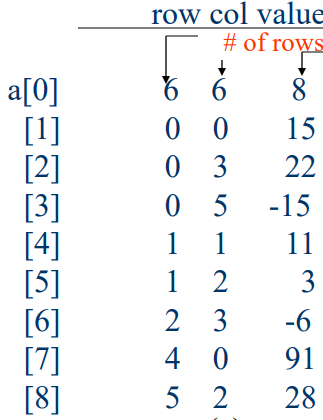 row col value
# of rows
a[0] 6 6 8
[1] 0 0 15
[2] 0 3 22
[3] 0 5 -15
[4] 1 1 11
[5] 1 2 3
[6] 2 3 -6
[7] 4 0 91
[8] 5 2 28